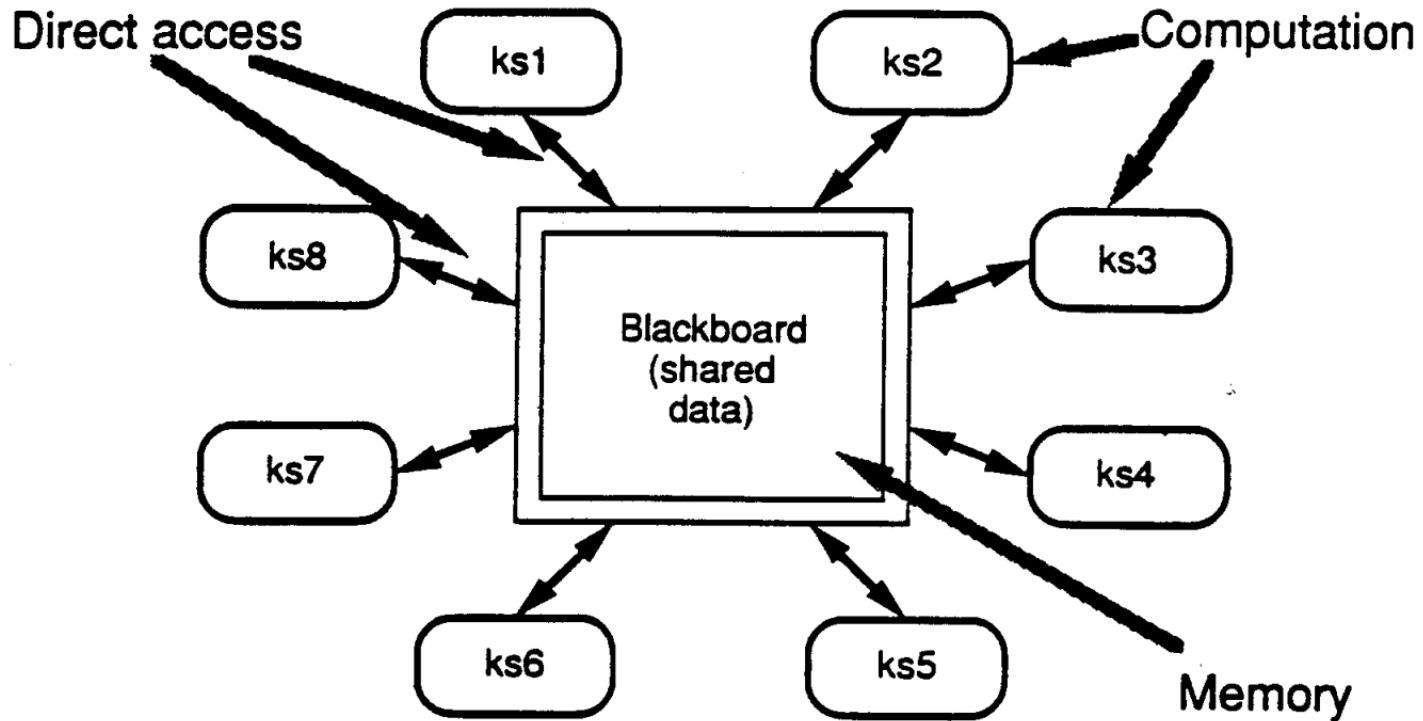 Direct access
ks1
ks2
Computation
ks8
ks3
Blackboard
(shared
data)
ks7
ks4
ks6
ks5
Memory